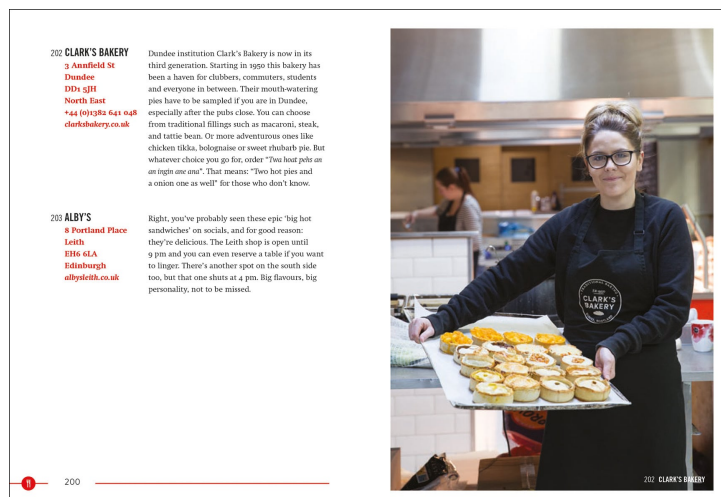 202 CLARK'S BAKERY
3 Annfield St
Dundee
DD1 5JH
North East
+44 (0)1382 641 048
clarksbakery.co.uk
Dundee institution Clark's Bakery is now in its
third generation. Starting in 1950 this bakery has
been a haven for clubbers, commuters, students
and everyone in between. Their mouth-watering
pies have to be sampled if you are in Dundee,
especially after the pubs close. You can choose
from traditional fillings such as macaroni, steak,
and tattie bean. Or more adventurous ones like
chicken tikka, bolognaise or sweet rhubarb pie. But
whatever choice you go for, order "Twa hoat pehs an
an ingin ane ana". That means: "Two hot pies and
a onion one as well" for those who don't know.
203 ALBY'S
8 Portland Place
Leith
EH6 6LA
Edinburgh
albysleith.co.uk
Right, you've probably seen these epic 'big hot
sandwiches' on socials, and for good reason:
they're delicious. The Leith shop is open until
9 pm and you can even reserve a table if you want
to linger. There's another spot on the south side
too, but that one shuts at 4 pm. Big flavours, big
personality, not to be missed.
200
CLARK'S
BAKERY
202 CLARK'S BAKERY